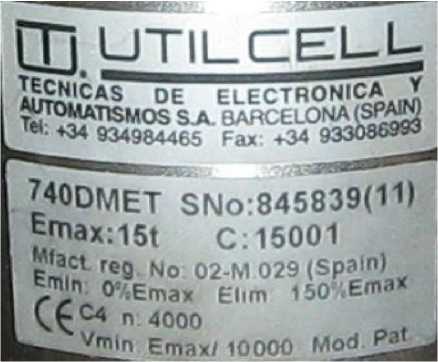 UTILCELL
TECNICAS DE ELECTRONICA Y
AUTOMATISMOS S.A. BARCELONA (SPAIN)
Tel: +34 934984465 Fax: +34 933086993
740DMET SNo:845839(11)
Emax:15t C:15001
Mfact. reg. No: 02-M.029 (Spain)
Emin: 0%Emax Elim 150%Emax
CE C4 n: 4000
Vmin Emax/ 10000 Mod. Pat.